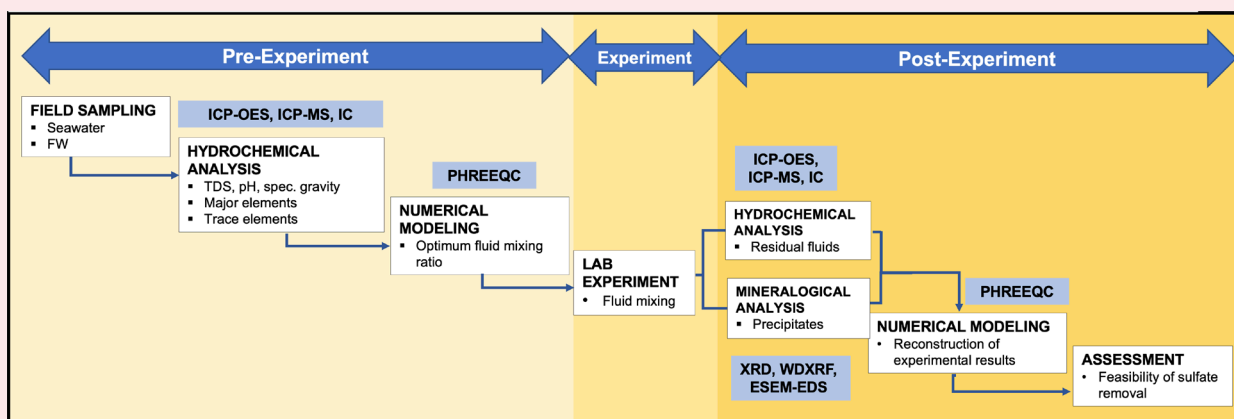 Pre-Experiment
Experiment
Post-Experiment
FIELD SAMPLING
▪ Seawater
▪ FW
ICP-OES, ICP-MS, IC
HYDROCHEMICAL
ANALYSIS
▪ TDS, pH, spec. gravity
▪ Major elements
▪ Trace elements
PHREEQC
NUMERICAL
MODELING
▪ Optimum fluid mixing
ratio
LAB
EXPERIMENT
• Fluid mixing
ICP-OES,
ICP-MS, IC
HYDROCHEMICAL
ANALYSIS
▪ Residual fluids
MINERALOGICAL
ANALYSIS
▪ Precipitates
XRD, WDXRF,
ESEM-EDS
PHREEQC
NUMERICAL MODELING
• Reconstruction of
experimental results
ASSESSMENT
• Feasibility of sulfate
removal